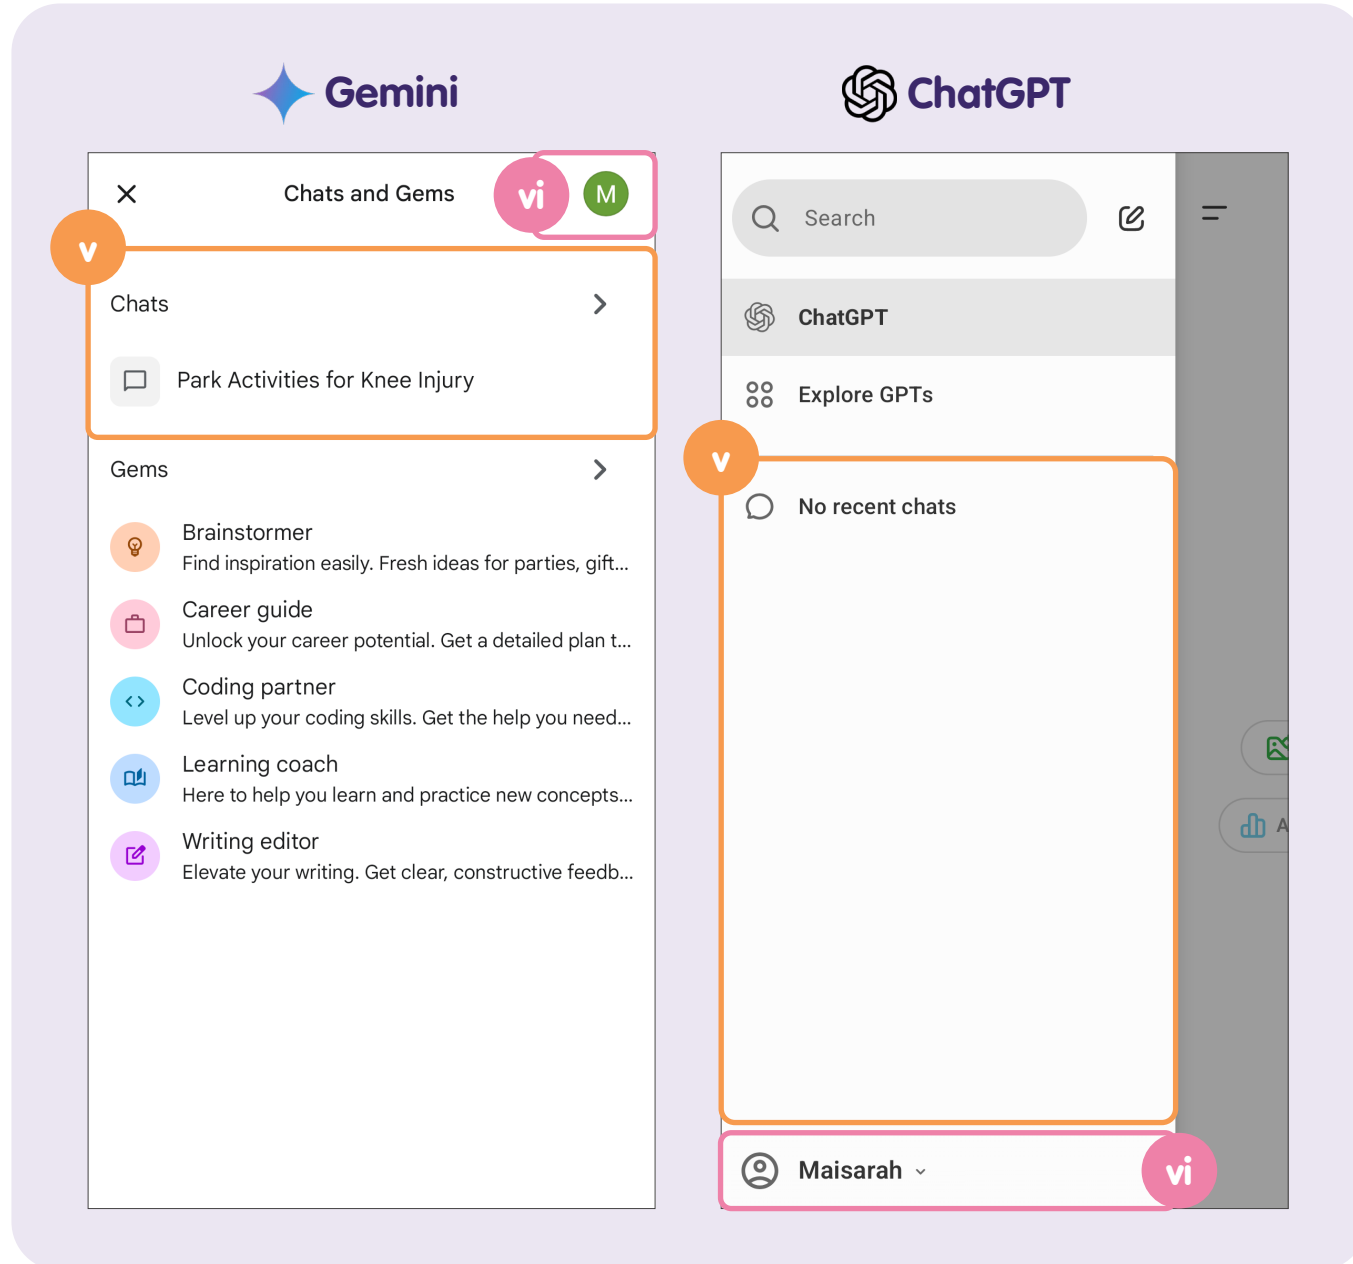 Gemini
Chats and Gems
vi
M
v
Chats
Park Activities for Knee Injury
Gems
Brainstormer
Find inspiration easily. Fresh ideas for parties, gift...
Career guide
Unlock your career potential. Get a detailed plan t...
Coding partner
Level up your coding skills. Get the help you need...
Learning coach
Here to help you learn and practice new concepts...
Writing editor
Elevate your writing. Get clear, constructive feedb...
ChatGPT
Search
ChatGPT
Explore GPTs
v
No recent chats
A
Maisarah
vi